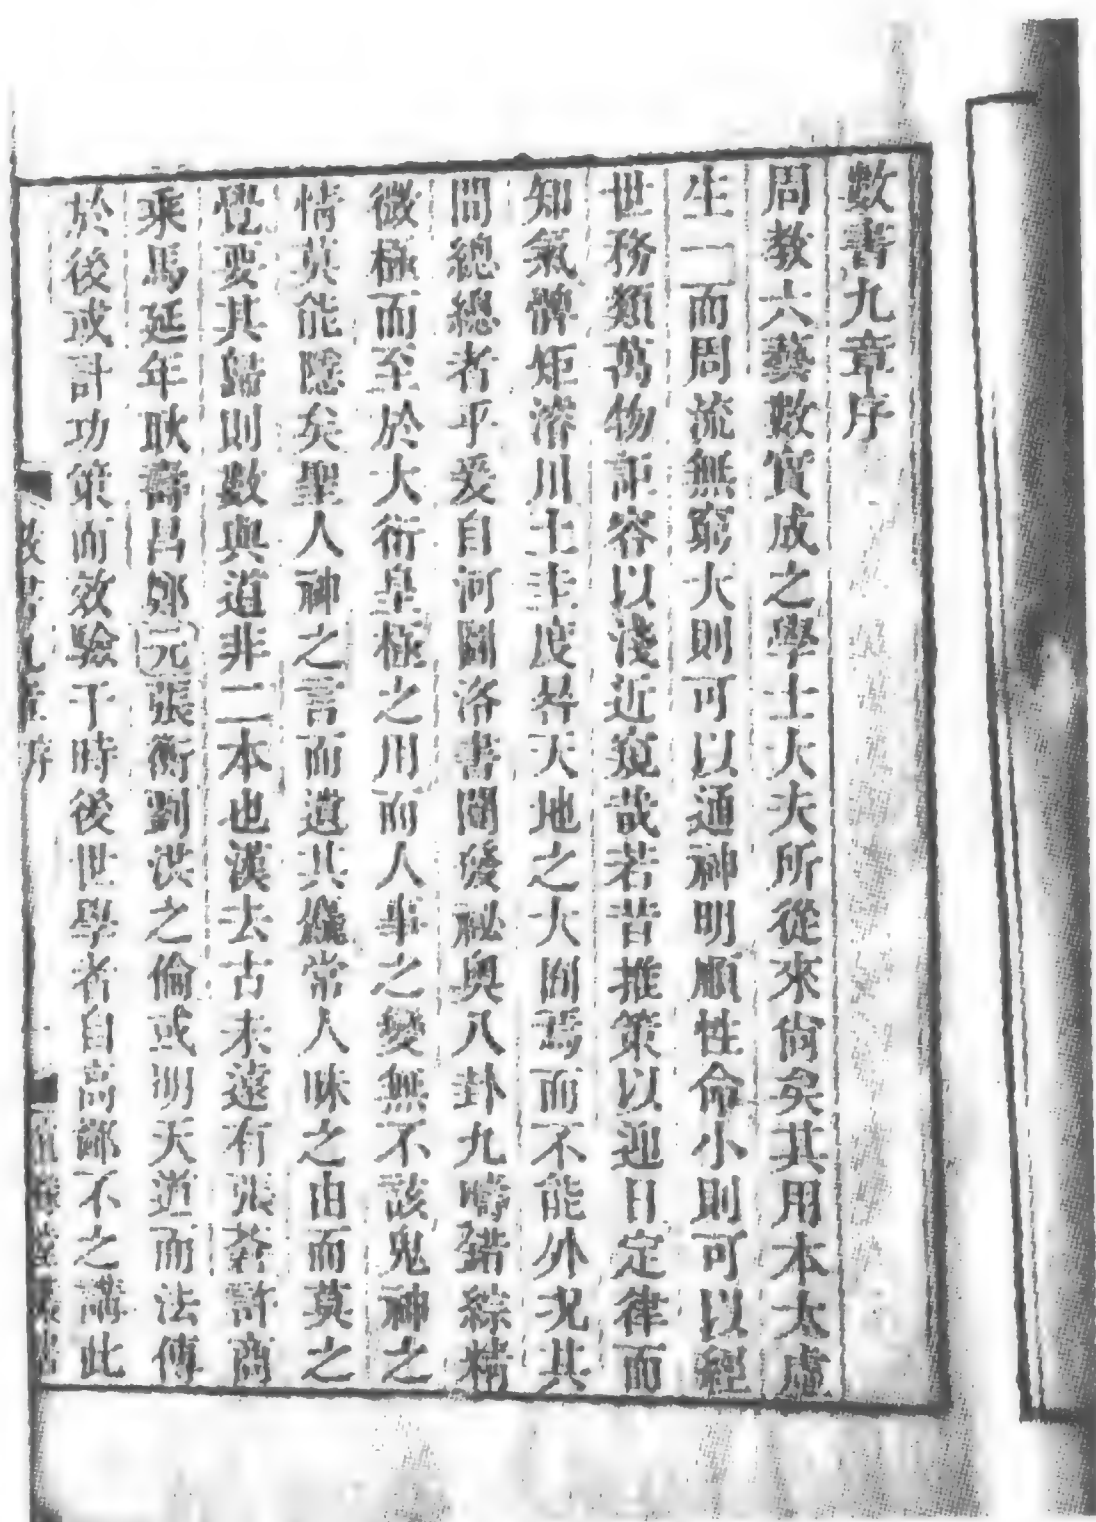 數書九章序
周教六藝數實成之學士大夫所從來尙矣其用本太虛
生一而周流無窮大則可以通神明順性命小則可以經
世務類萬物詎容以淺近窺哉若昔推策以迎日定律而
知氣髀矩濬川土圭度晷天地之大囿焉而不能外況其
間總總者乎爰自河圖洛書闓發秘奧八卦九疇錯綜精
微極而至於大衍皇極之用而人事之變無不該鬼神之
情莫能隱矣聖人神之言而遺其麤常人昧之由而莫之
覺要其歸則數與道非二本也漢去古未遠有張蒼許商
乘馬延年耿壽昌鄭元張衡劉洪之倫或明天道而法傳
於後或計功策而效驗于時後世學者自高鄙不之講此
數書九章序